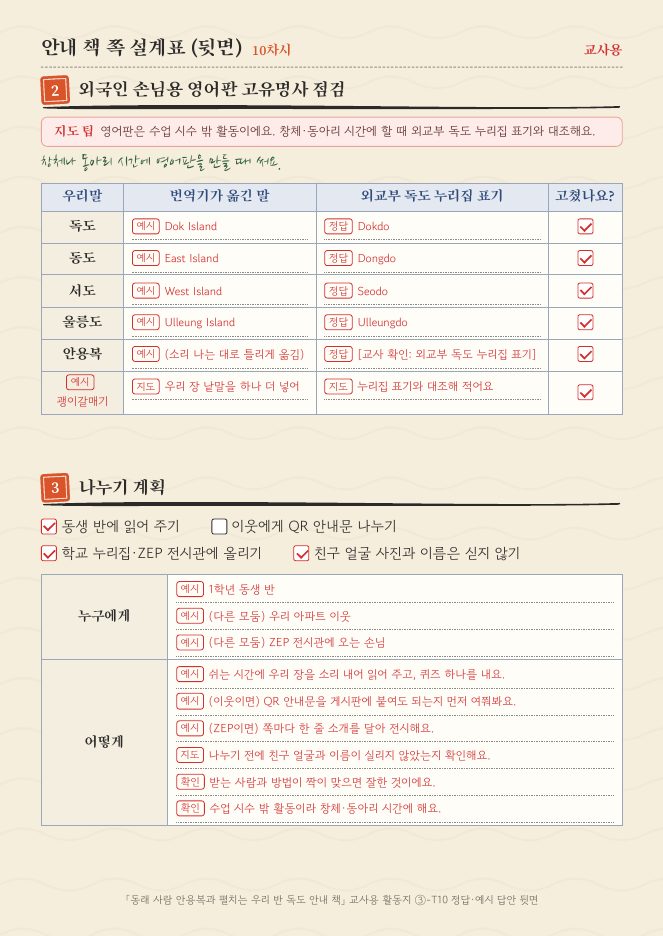 안내 책 쪽 설계표 (뒷면) 10차시 교사용
2 외국인 손님용 영어판 고유명사 점검
지도 팁 영어판은 수업 시수 밖 활동이에요. 창체·동아리 시간에 할 때 외교부 독도 누리집 표기와 대조해요.
창체나 동아리 시간에 영어판을 만들 때 써요.
우리말 번역기가 옮긴 말 외교부 독도 누리집 표기 고쳤나요?
독도 예시 Dok Island 정답 Dokdo
동도 예시 East Island 정답 Dongdo
서도 예시 West Island 정답 Seodo
울릉도 예시 Ulleung Island 정답 Ulleungdo
안용복 예시 (소리 나는 대로 틀리게 옮김) 정답 [교사 확인: 외교부 독도 누리집 표기]
예시 괭이갈매기 지도 우리 장 낱말을 하나 더 넣어 지도 누리집 표기와 대조해 적어요
3 나누기 계획
동생 반에 읽어 주기 이웃에게 QR 안내문 나누기
학교 누리집·ZEP 전시관에 올리기 친구 얼굴 사진과 이름은 싣지 않기
누구에게
예시 1학년 동생 반
예시 (다른 모둠) 우리 아파트 이웃
예시 (다른 모둠) ZEP 전시관에 오는 손님
어떻게
예시 쉬는 시간에 우리 장을 소리 내어 읽어 주고, 퀴즈 하나를 내요.
예시 (이웃이면) QR 안내문을 게시판에 붙여도 되는지 먼저 여쭤봐요.
예시 (ZEP이면) 쪽마다 한 줄 소개를 달아 전시해요.
지도 나누기 전에 친구 얼굴과 이름이 실리지 않았는지 확인해요.
확인 받는 사람과 방법이 짝이 맞으면 잘한 것이에요.
확인 수업 시수 밖 활동이라 창체·동아리 시간에 해요.
「동래 사람 안용복과 펼치는 우리 반 독도 안내 책」 교사용 활동지 ③-T10 정답·예시 답안 뒷면